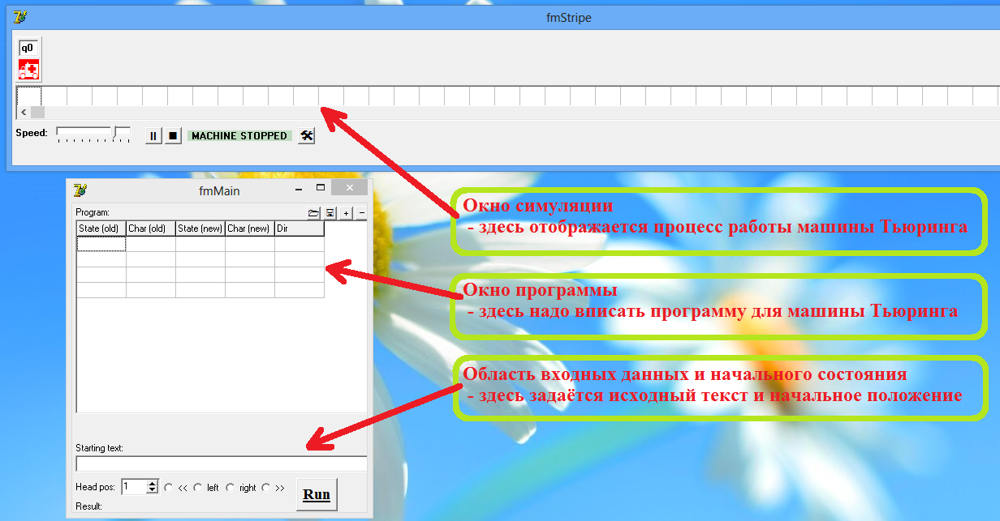 fmStripe
q0
<
Speed:
MACHINE STOPPED
fmMain
Program:
+ -
State (old) Char (old) State (new) Char (new) Dir
Окно симуляции
- здесь отображается процесс работы машины Тьюринга
Окно программы
- здесь надо вписать программу для машины Тьюринга
Область входных данных и начального состояния
- здесь задаётся исходный текст и начальное положение
Starting text:
Head pos: 1 << left right >>
Run
Result: